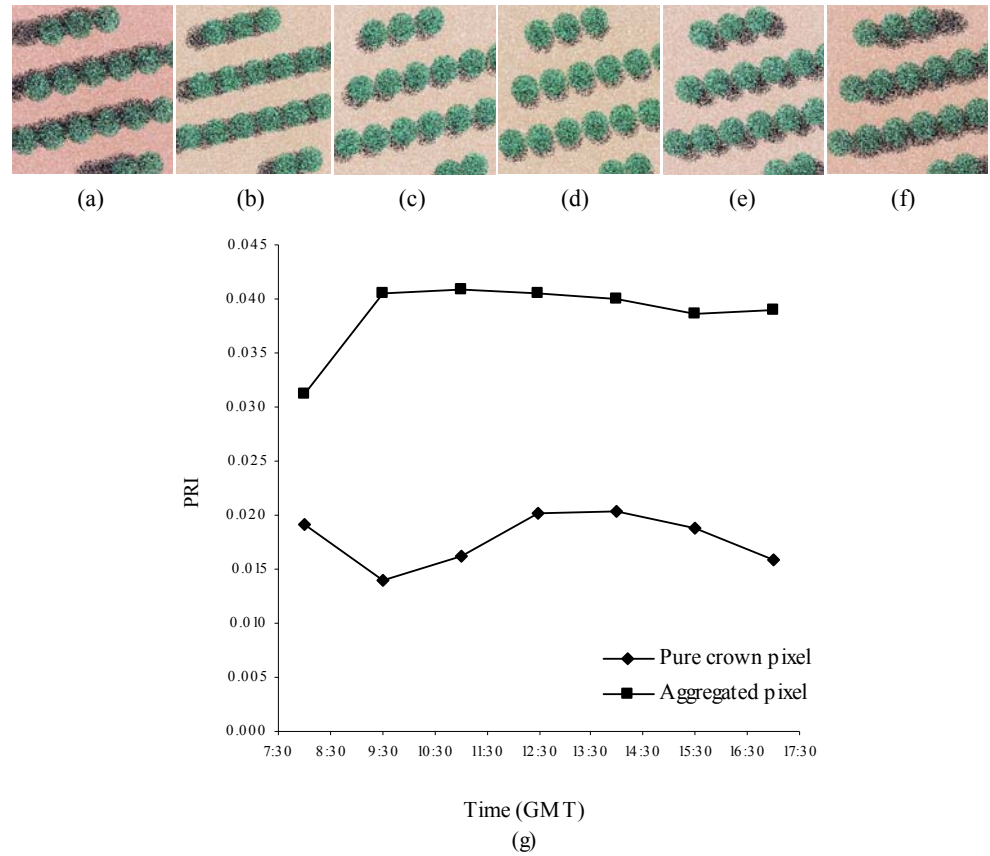 (a) (b) (c) (d) (e) (f)
0.045
0.040
0.035
0.030
0.025
0.020
0.015
0.010
0.005
0.000
PRI
Pure crown pixel
Aggregated pixel
7:30 8:30 9:30 10:30 11:30 12:30 13:30 14:30 15:30 16:30 17:30
Time (GMT)
(g)